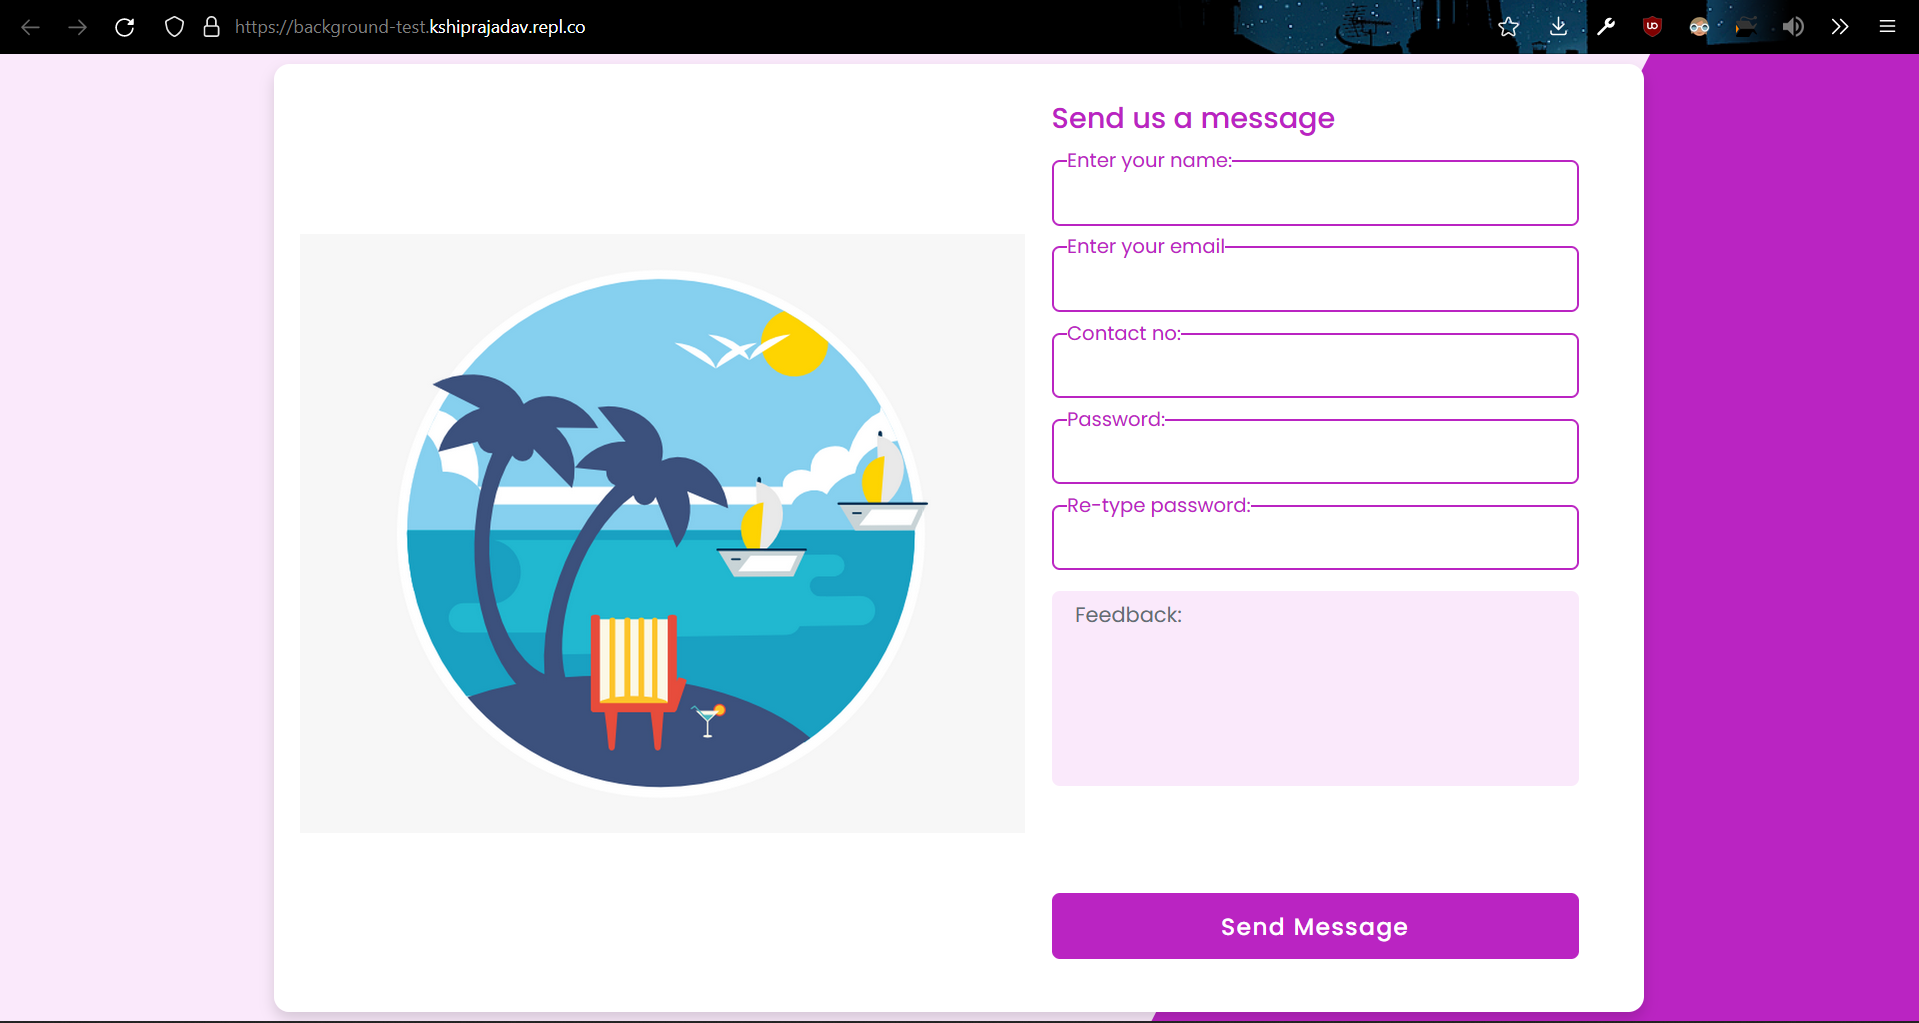 https://background-test.kshiprajadav.repl.co
Send us a message
Enter your name:
Enter your email
Contact no:
Password:
Re-type password:
Feedback:
Send Message